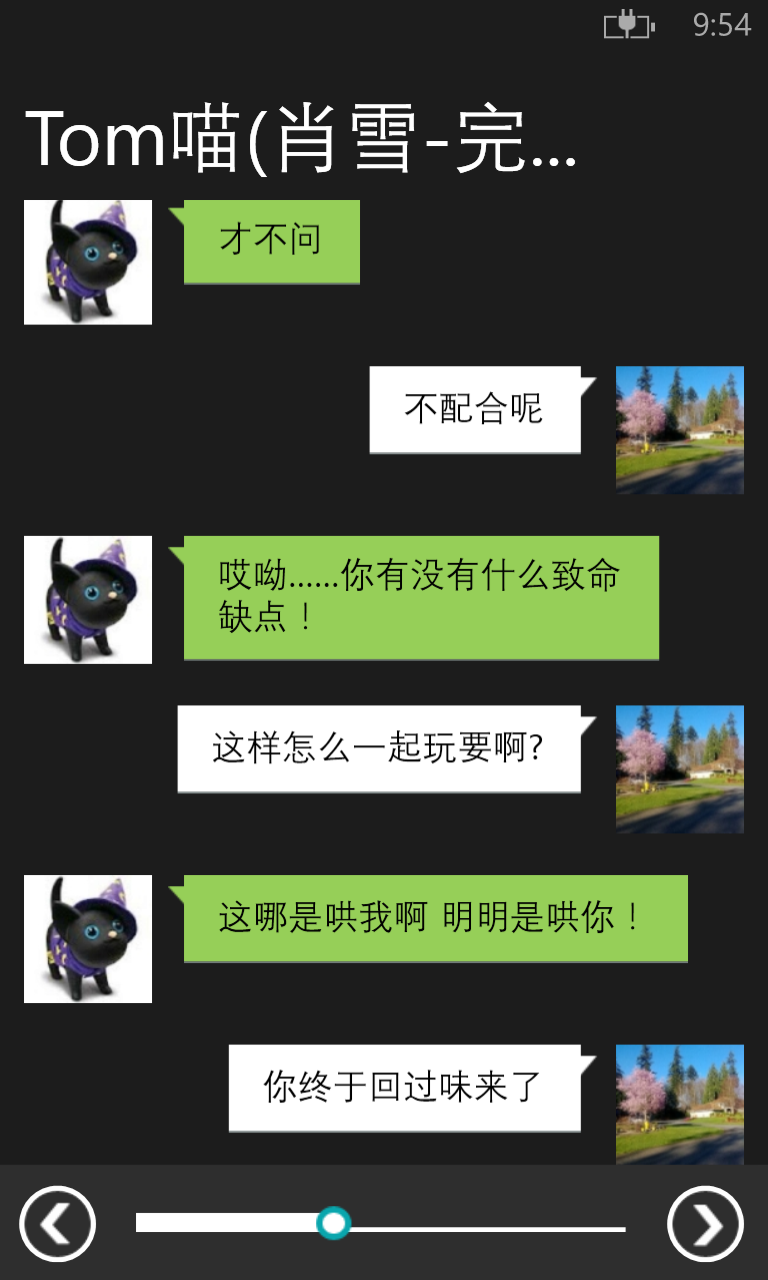 9:54
Tom喵(肖雪-完...
才不问
不配合呢
哎呦......你有没有什么致命
缺点！
这样怎么一起玩要啊?
这哪是哄我啊 明明是哄你！
你终于回过味来了